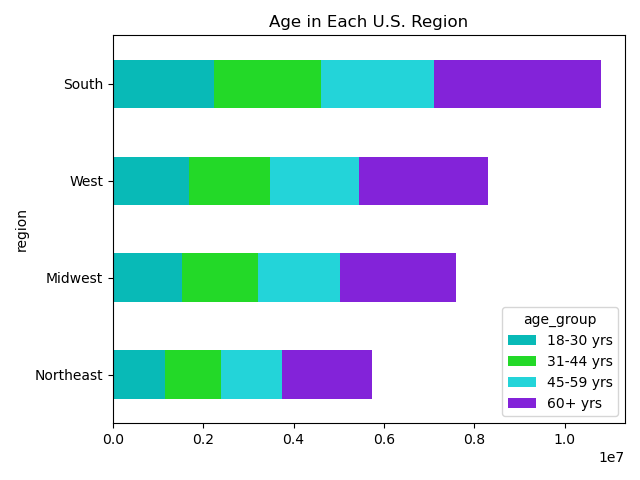 Age in Each U.S. Region
South
West
Midwest
Northeast
region
age_group
18-30 yrs
31-44 yrs
45-59 yrs
60+ yrs
0.0 0.2 0.4 0.6 0.8 1.0
1e7